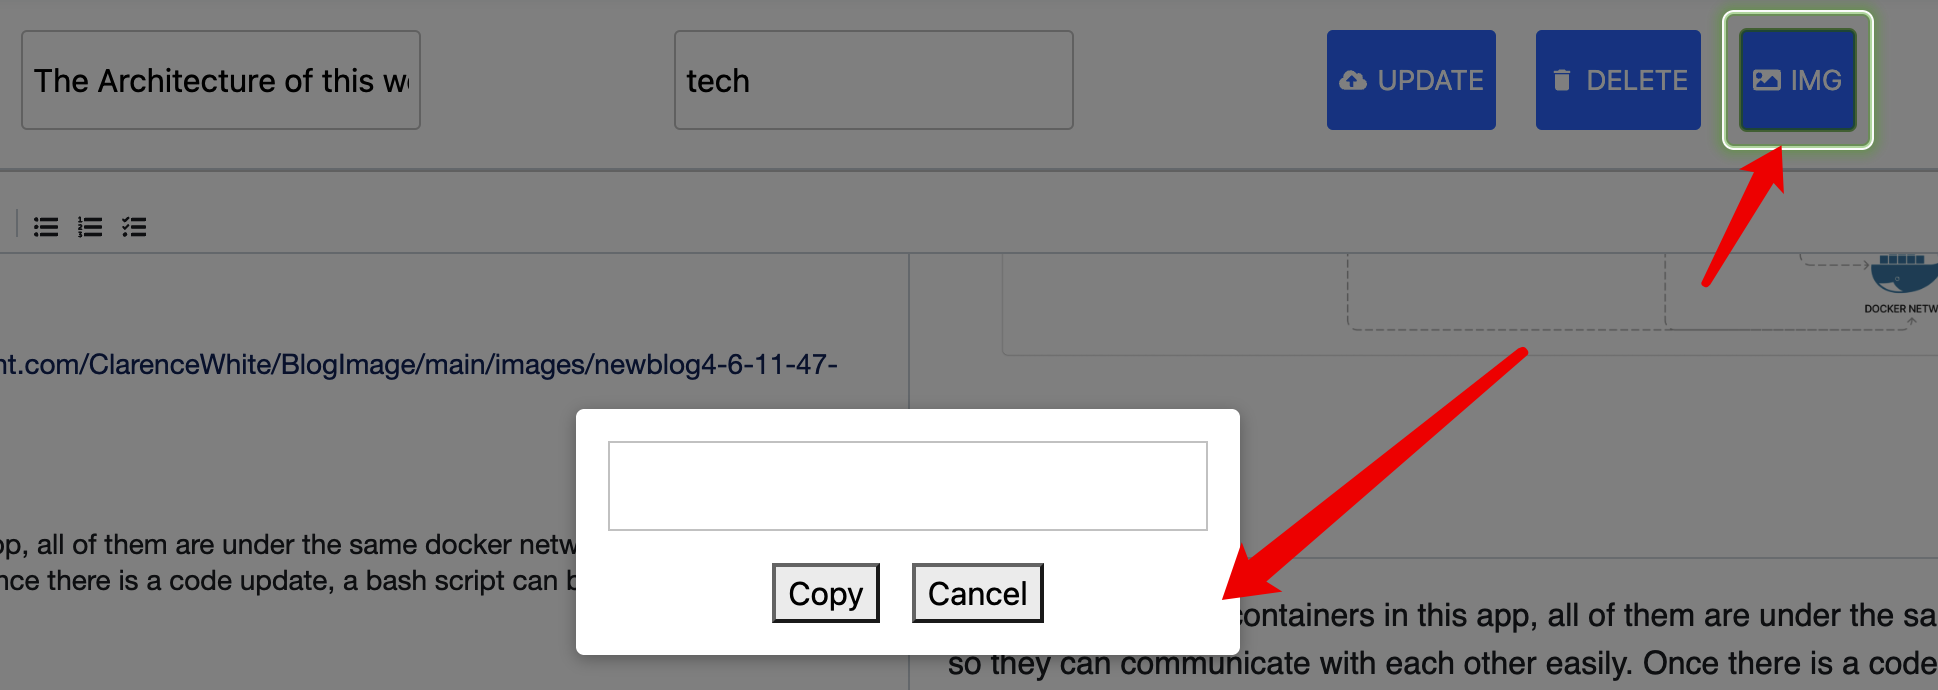 The Architecture of this we
tech
UPDATE
DELETE
IMG
DOCKER NETW
nt.com/ClarenceWhite/BlogImage/main/images/newblog4-6-11-47-
Copy
Cancel
pp, all of them are under the same docker netw
nce there is a code update, a bash script can b
containers in this app, all of them are under the sa
so they can communicate with each other easily. Once there is a code